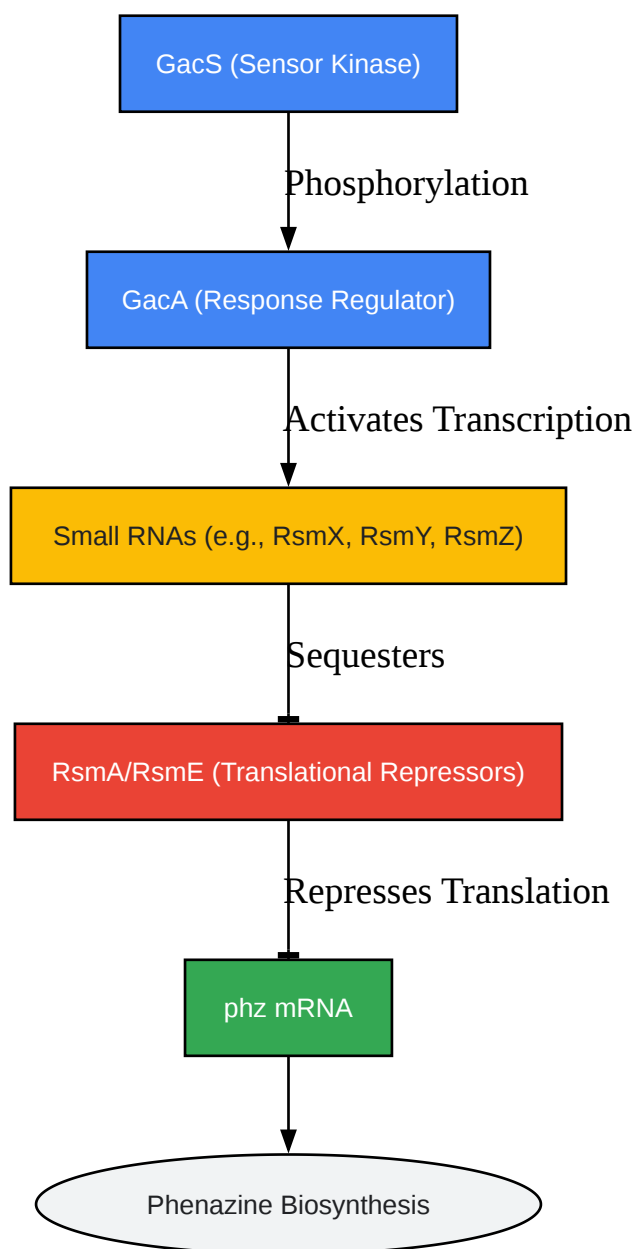 GacS (Sensor Kinase)
Phosphorylation
GacA (Response Regulator)
Activates Transcription
Small RNAs (e.g., RsmX, RsmY, RsmZ)
Sequesters
RsmA/RsmE (Translational Repressors)
Represses Translation
phz mRNA
Phenazine Biosynthesis